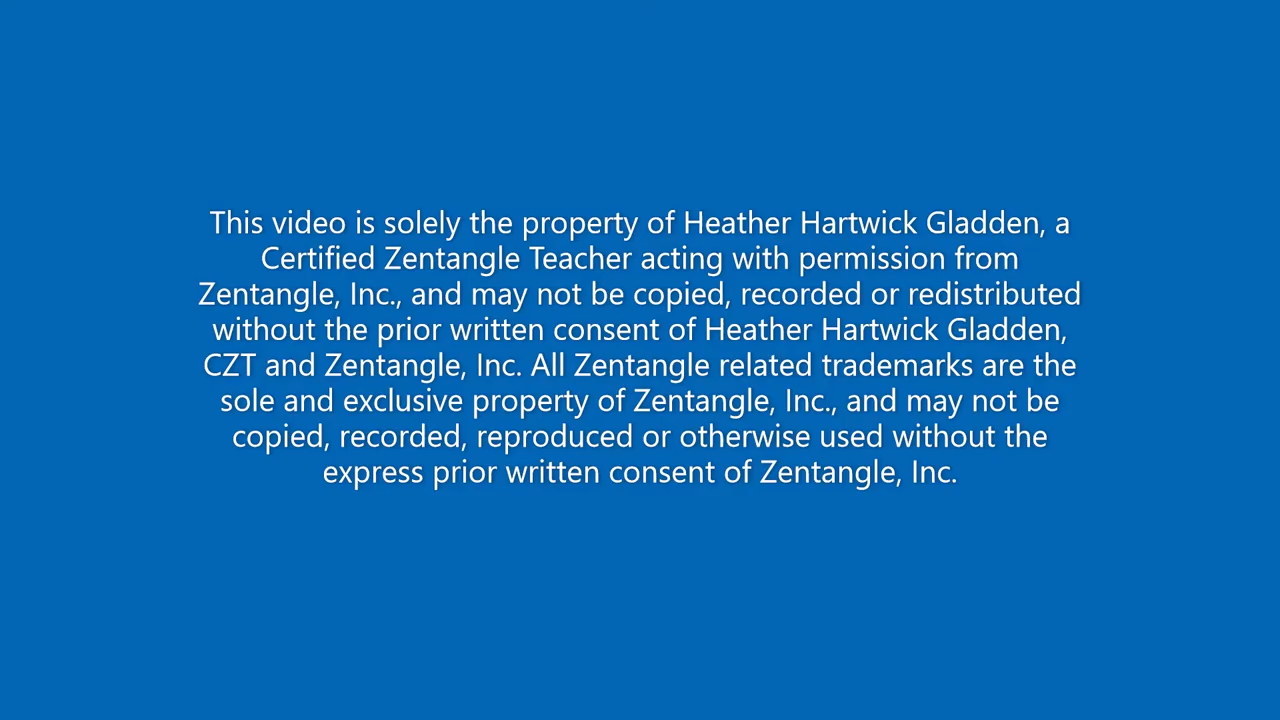 This video is solely the property of Heather Hartwick Gladden, a
Certified Zentangle Teacher acting with permission from
Zentangle, Inc., and may not be copied, recorded or redistributed
without the prior written consent of Heather Hartwick Gladden,
CZT and Zentangle, Inc. All Zentangle related trademarks are the
sole and exclusive property of Zentangle, Inc., and may not be
copied, recorded, reproduced or otherwise used without the
express prior written consent of Zentangle, Inc.